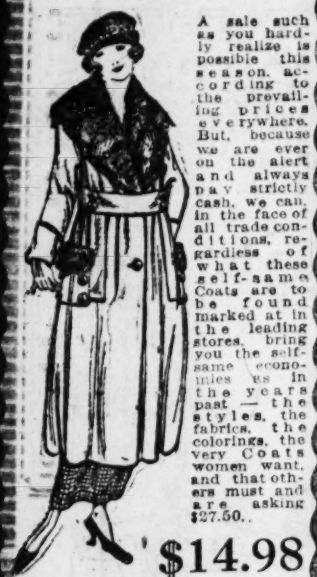 A sale such
as you hard-
ly realize is
possible this
season, ac-
cording to
the prevail-
ing prices
everywhere.
But, because
we are ever
on the alert
and always
pay strictly
cash, we can,
in the face of
all trade con-
ditions, re-
gardless of
what these
self-same
Coats are to
be found
marked at in
the leading
stores, bring
you the self-
same econo-
mies as in
the years
past — the
styles, the
fabrics, the
colorings, the
very Coats
women want,
and that oth-
ers must and
are asking
$27.50..
$14.98